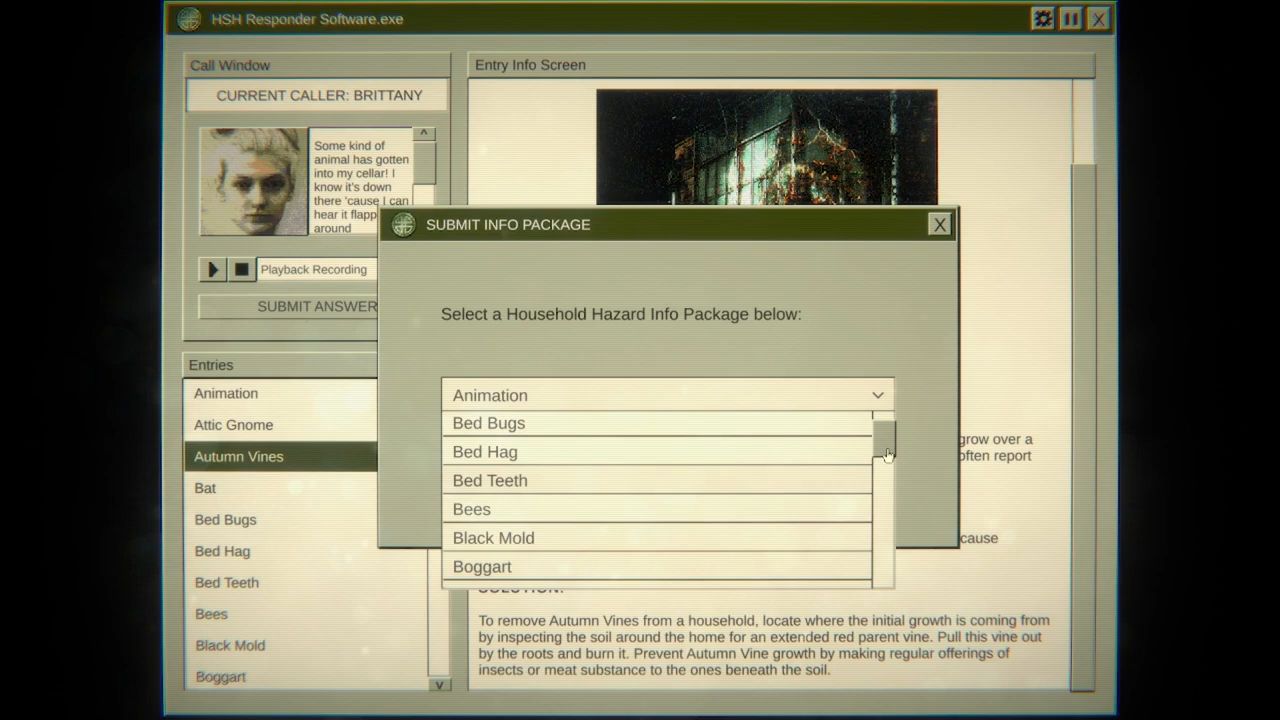 HSH Responder Software.exe
X
Call Window
Entry Info Screen
CURRENT CALLER: BRITTANY
Some kind of
animal has gotten
into my cellar! I
know it's down
there 'cause I can
hear it flapp
around
SUBMIT INFO PACKAGE
X
Playback Recording
SUBMIT ANSWER
Select a Household Hazard Info Package below:
Entries
Animation
Attic Gnome
Autumn Vines
Bat
Bed Bugs
Bed Hag
Bed Teeth
Bees
Black Mold
Boggart
Animation
Bed Bugs
Bed Hag
Bed Teeth
Bees
Black Mold
Boggart
grow over a
often report
cause
SOLUTION:
To remove Autumn Vines from a household, locate where the initial growth is coming from
by inspecting the soil around the home for an extended red parent vine. Pull this vine out
by the roots and burn it. Prevent Autumn Vine growth by making regular offerings of
insects or meat substance to the ones beneath the soil.